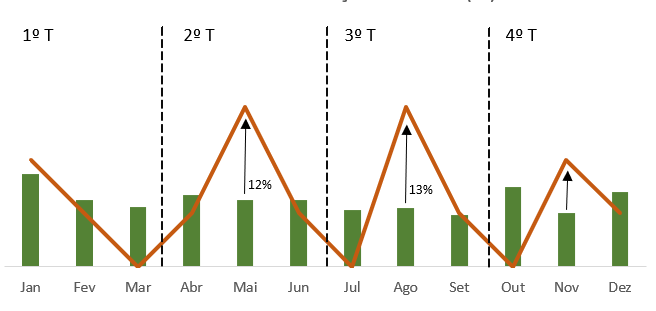 1º T 2º T 3º T 4º T
12%
13%
Jan Fev Mar Abr Mai Jun Jul Ago Set Out Nov Dez